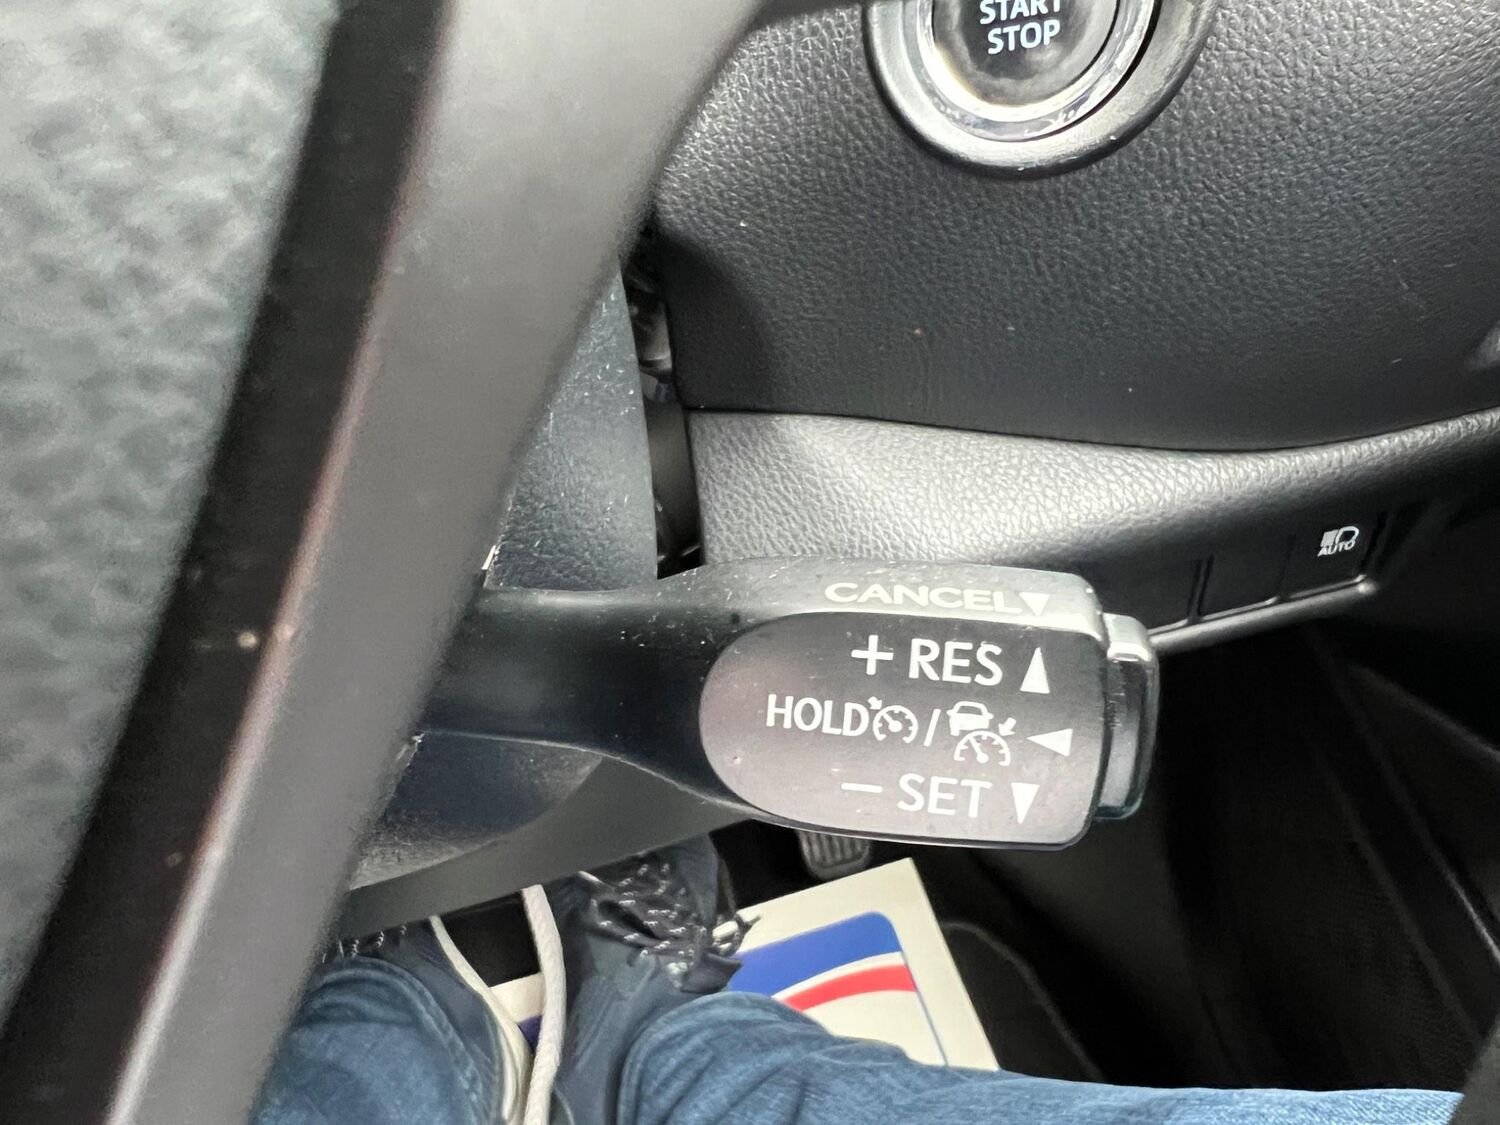 START
STOP
AUTO
CANCEL▼
+ RES ▲
HOLD / ◀
− SET ▼